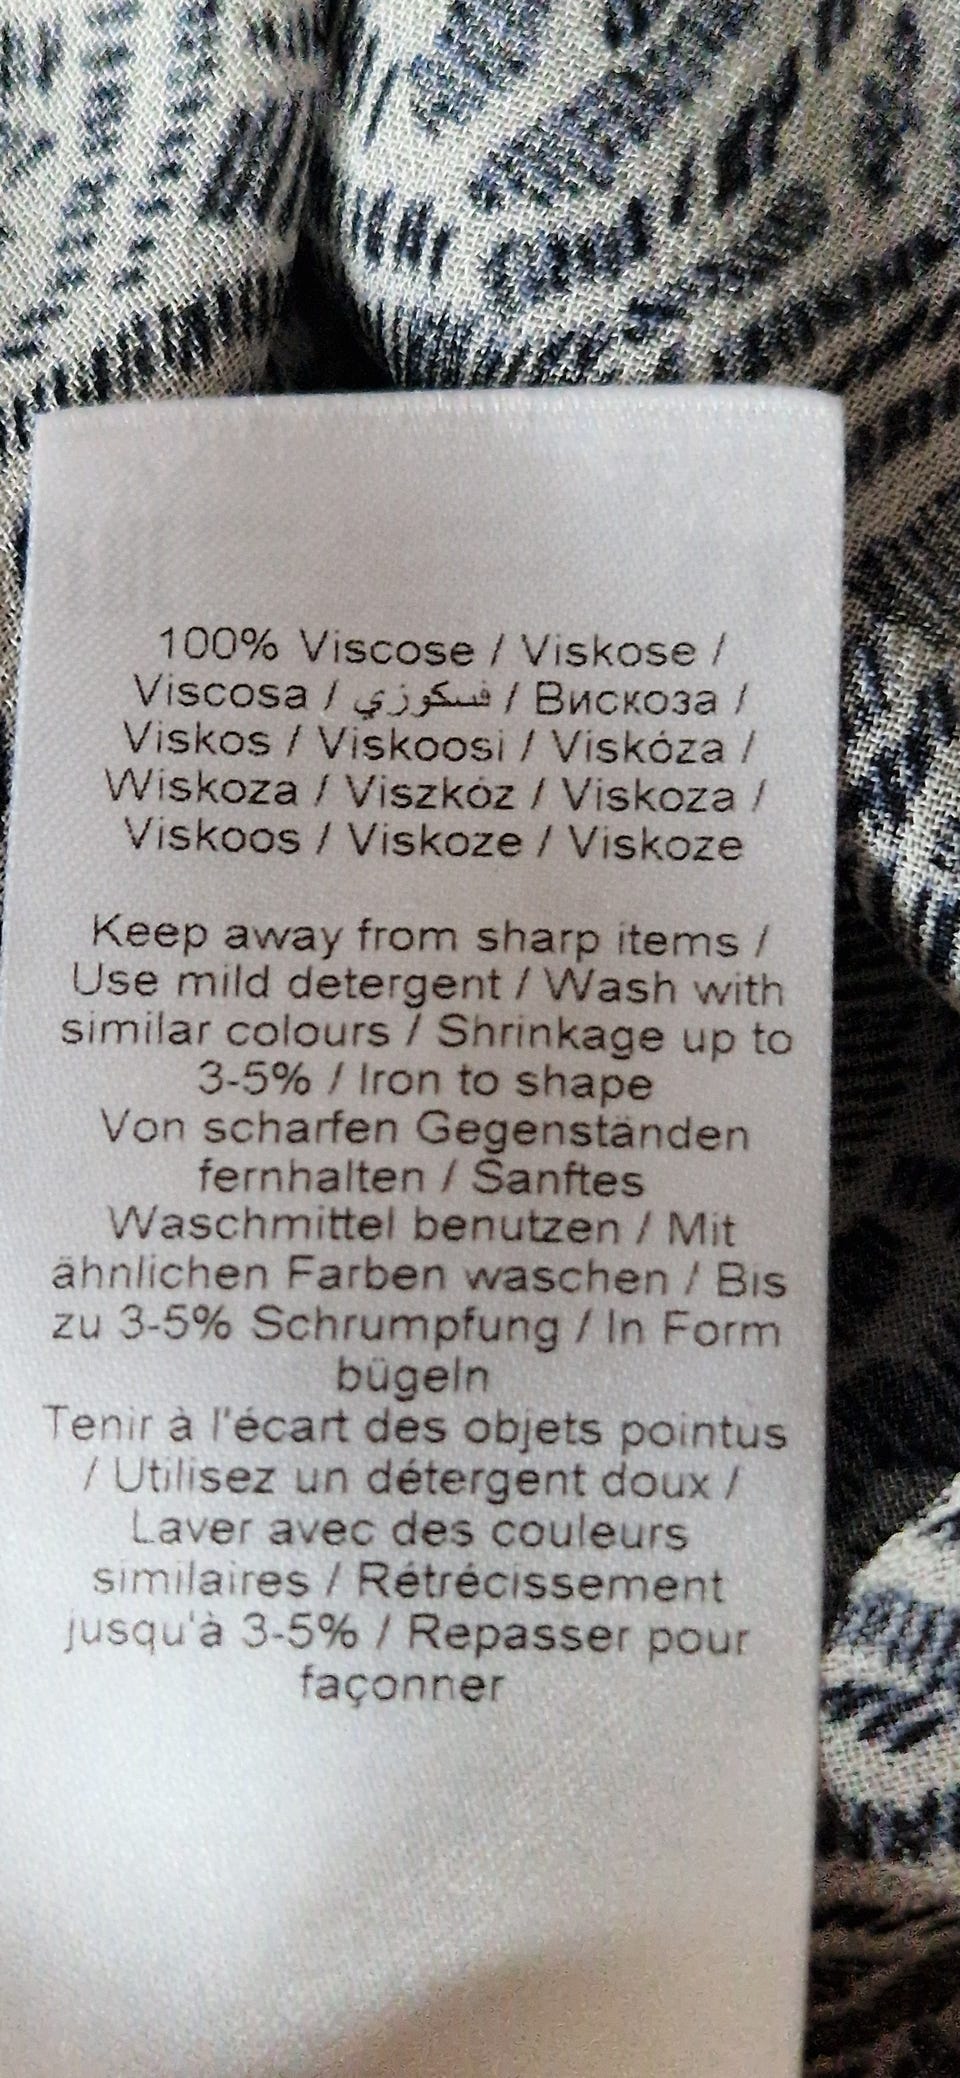 100% Viscose / Viskose /
Viscosa / فسكوزي / Вискоза /
Viskos / Viskoosi / Viskóza /
Wiskoza / Viszkóz / Viskoza /
Viskoos / Viskoze / Viskoze
Keep away from sharp items /
Use mild detergent / Wash with
similar colours / Shrinkage up to
3-5% / Iron to shape
Von scharfen Gegenständen
fernhalten / Sanftes
Waschmittel benutzen / Mit
ähnlichen Farben waschen / Bis
zu 3-5% Schrumpfung / In Form
bügeln
Tenir à l'écart des objets pointus
/ Utilisez un détergent doux /
Laver avec des couleurs
similaires / Rétrécissement
jusqu'à 3-5% / Repasser pour
façonner